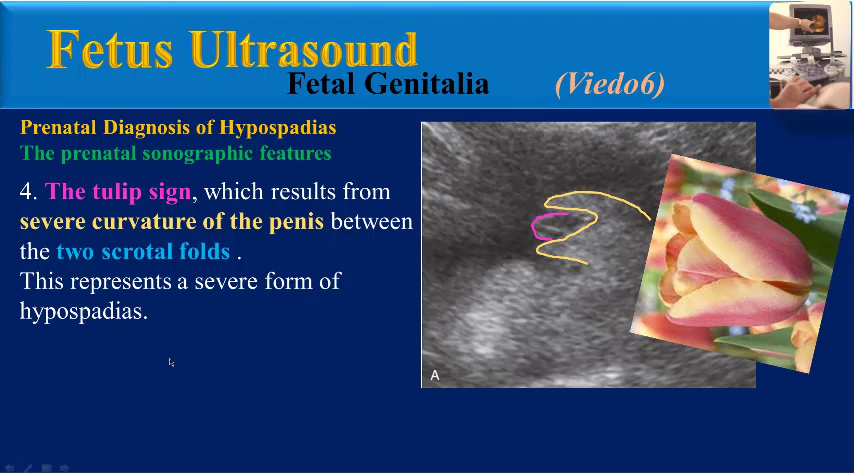 Fetus Ultrasound
Fetal Genitalia (Viedo6)
Prenatal Diagnosis of Hypospadias
The prenatal sonographic features
4. The tulip sign, which results from
severe curvature of the penis between
the two scrotal folds .
This represents a severe form of
hypospadias.
A